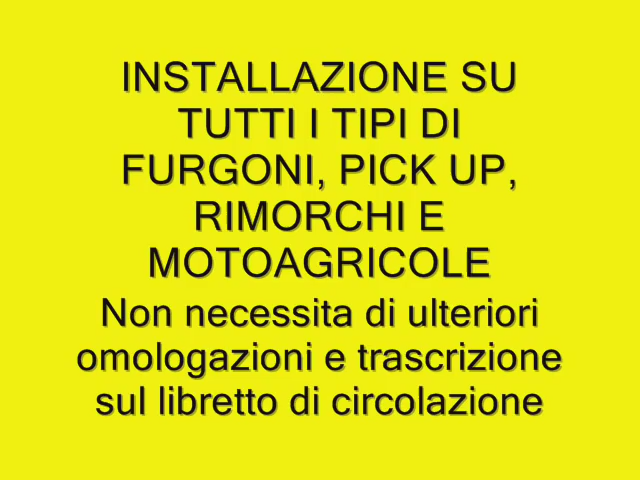 INSTALLAZIONE SU
TUTTI I TIPI DI
FURGONI, PICK UP,
RIMORCHI E
MOTOAGRICOLE
Non necessita di ulteriori
omologazioni e trascrizione
sul libretto di circolazione